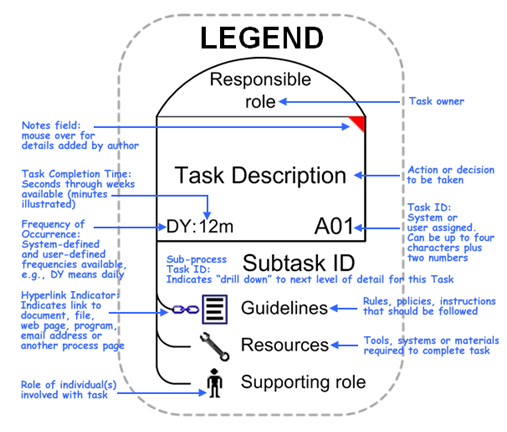 LEGEND
Responsible
role
Task owner
Notes field:
mouse over for
details added by author
Task Description
Action or decision
to be taken
Task Completion Time:
Seconds through weeks
available (minutes
illustrated)
DY:12m
A01
Task ID:
System or
user assigned.
Can be up to four
characters plus
two numbers
Frequency of
Occurrence:
System-defined
and user-defined
frequencies available,
e.g., DY means daily
Sub-process
Task ID:
Indicates "drill down" to next level of detail for this Task
Subtask ID
Hyperlink Indicator:
Indicates link to
document, file,
web page, program,
email address or
another process page
Guidelines
Rules, policies, instructions
that should be followed
Resources
Tools, systems or materials
required to complete task
Role of individual(s)
involved with task
Supporting role